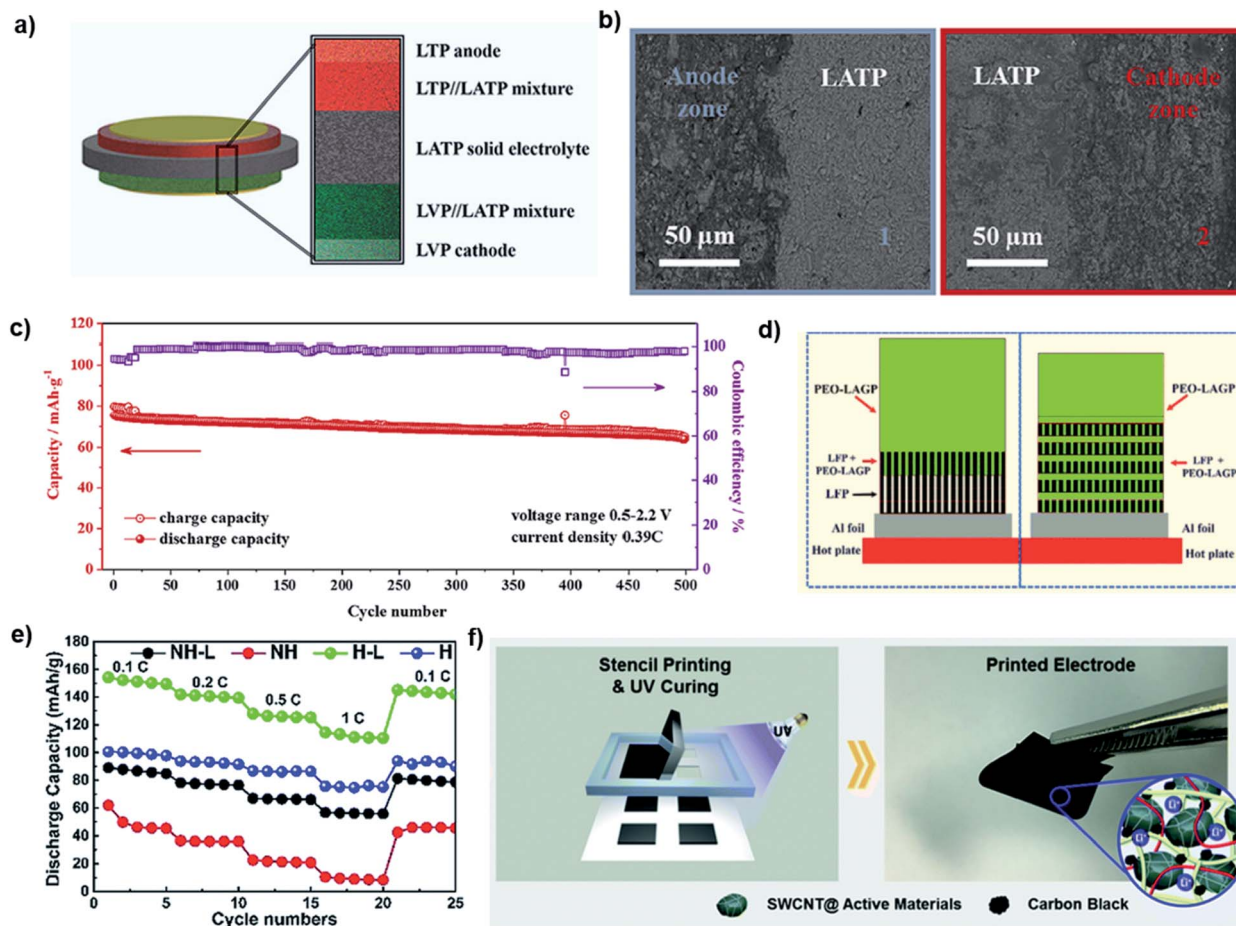 a)
LTP anode
LTP//LATP mixture
LATP solid electrolyte
LVP//LATP mixture
LVP cathode
b)
Anode
zone
LATP
50 µm
1
LATP
Cathode
zone
50 µm
2
c)
120
100
80
60
40
20
0
Capacity / mAh·g-1
charge capacity
discharge capacity
voltage range 0.5-2.2 V
current density 0.39C
100
80
60
40
20
0
Coulombic efficiency / %
0 50 100 150 200 250 300 350 400 450 500
Cycle number
d)
PEO-LAGP
LFP +
PEO-LAGP
LFP
Al foil
Hot plate
PEO-LAGP
LFP +
PEO-LAGP
Al foil
Hot plate
e)
180
160
140
120
100
80
60
40
20
0
Discharge Capacity (mAh/g)
NH-L NH H-L H
0.1 C
0.2 C
0.5 C
1 C
0.1 C
0 5 10 15 20 25
Cycle numbers
f)
Stencil Printing
& UV Curing
UV
Printed Electrode
Li+
Li+
Li+
Li+
SWCNT@ Active Materials
Carbon Black